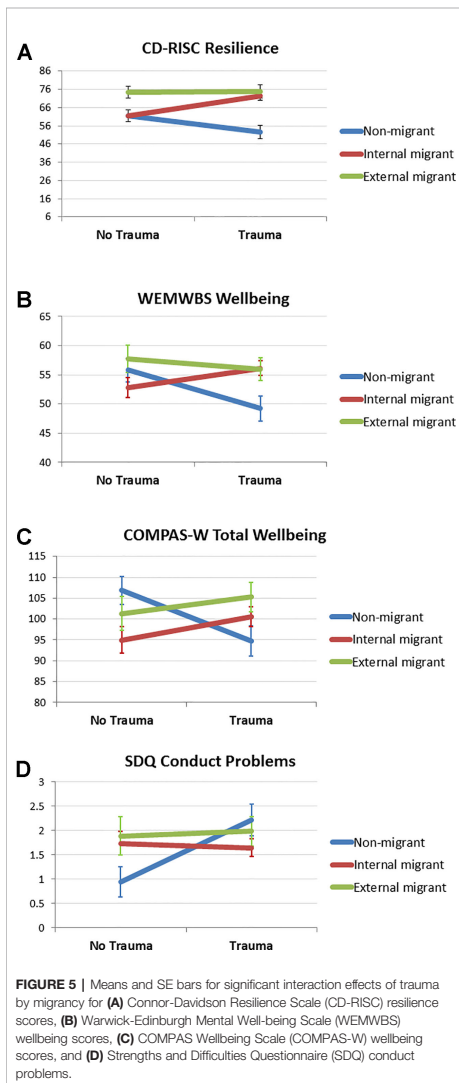 A
CD-RISC Resilience
86
76
66
56
46
36
26
16
6
No Trauma
Trauma
Non-migrant
Internal migrant
External migrant
B
WEMWBS Wellbeing
65
60
55
50
45
40
No Trauma
Trauma
Non-migrant
Internal migrant
External migrant
C
COMPAS-W Total Wellbeing
115
110
105
100
95
90
85
80
No Trauma
Trauma
Non-migrant
Internal migrant
External migrant
D
SDQ Conduct Problems
3
2.5
2
1.5
1
0.5
0
No Trauma
Trauma
Non-migrant
Internal migrant
External migrant
FIGURE 5 | Means and SE bars for significant interaction effects of trauma
by migrancy for (A) Connor-Davidson Resilience Scale (CD-RISC) resilience
scores, (B) Warwick-Edinburgh Mental Well-being Scale (WEMWBS)
wellbeing scores, (C) COMPAS Wellbeing Scale (COMPAS-W) wellbeing
scores, and (D) Strengths and Difficulties Questionnaire (SDQ) conduct
problems.